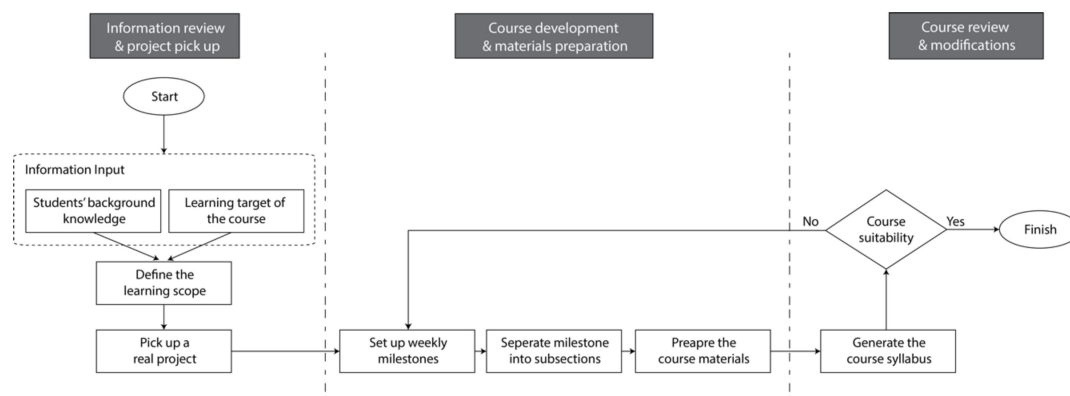 Information review
& project pick up
Course development
& materials preparation
Course review
& modifications
Start
Information Input
Students' background
knowledge
Learning target
of the course
Define the
learning scope
Pick up a
real project
Set up weekly
milestones
Seperate milestone
into subsections
Preapre the
course materials
Generate the
course syllabus
No
Course
suitability
Yes
Finish